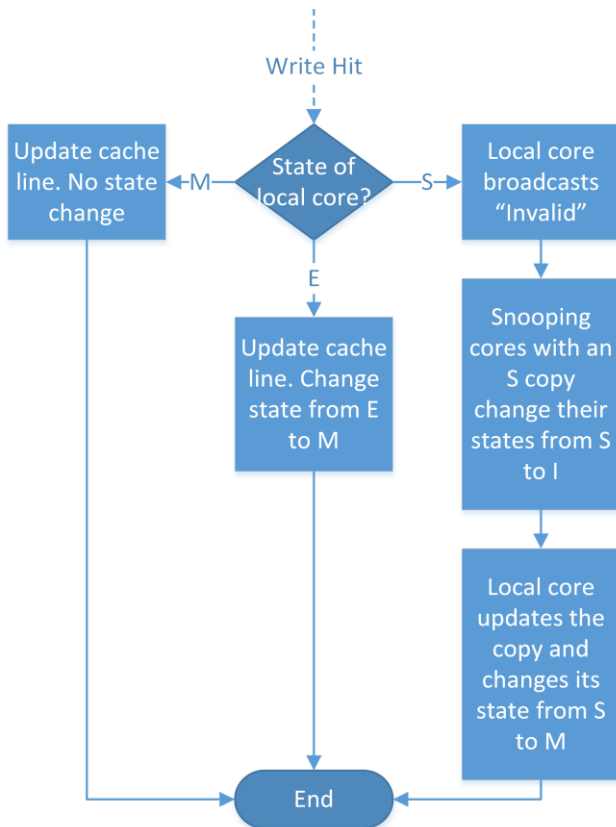 Write Hit
State of
local core?
M
S
E
Update cache
line. No state
change
Update cache
line. Change
state from E
to M
Local core
broadcasts
“Invalid”
Snooping
cores with an
S copy
change their
states from S
to I
Local core
updates the
copy and
changes its
state from S
to M
End